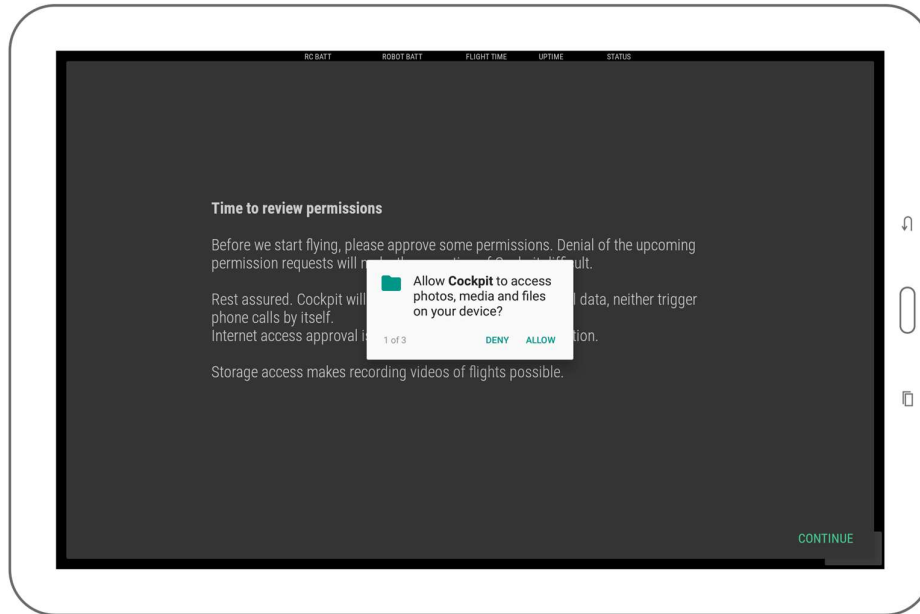 RC BATT ROBOT BATT FLIGHT TIME UPTIME STATUS
Time to review permissions
Before we start flying, please approve some permissions. Denial of the upcoming
permission requests will
Rest assured. Cockpit will data, neither trigger
phone calls by itself.
Internet access approval
Storage access makes recording videos of flights possible.
Allow Cockpit to access
photos, media and files
on your device?
1 of 3 DENY ALLOW
CONTINUE